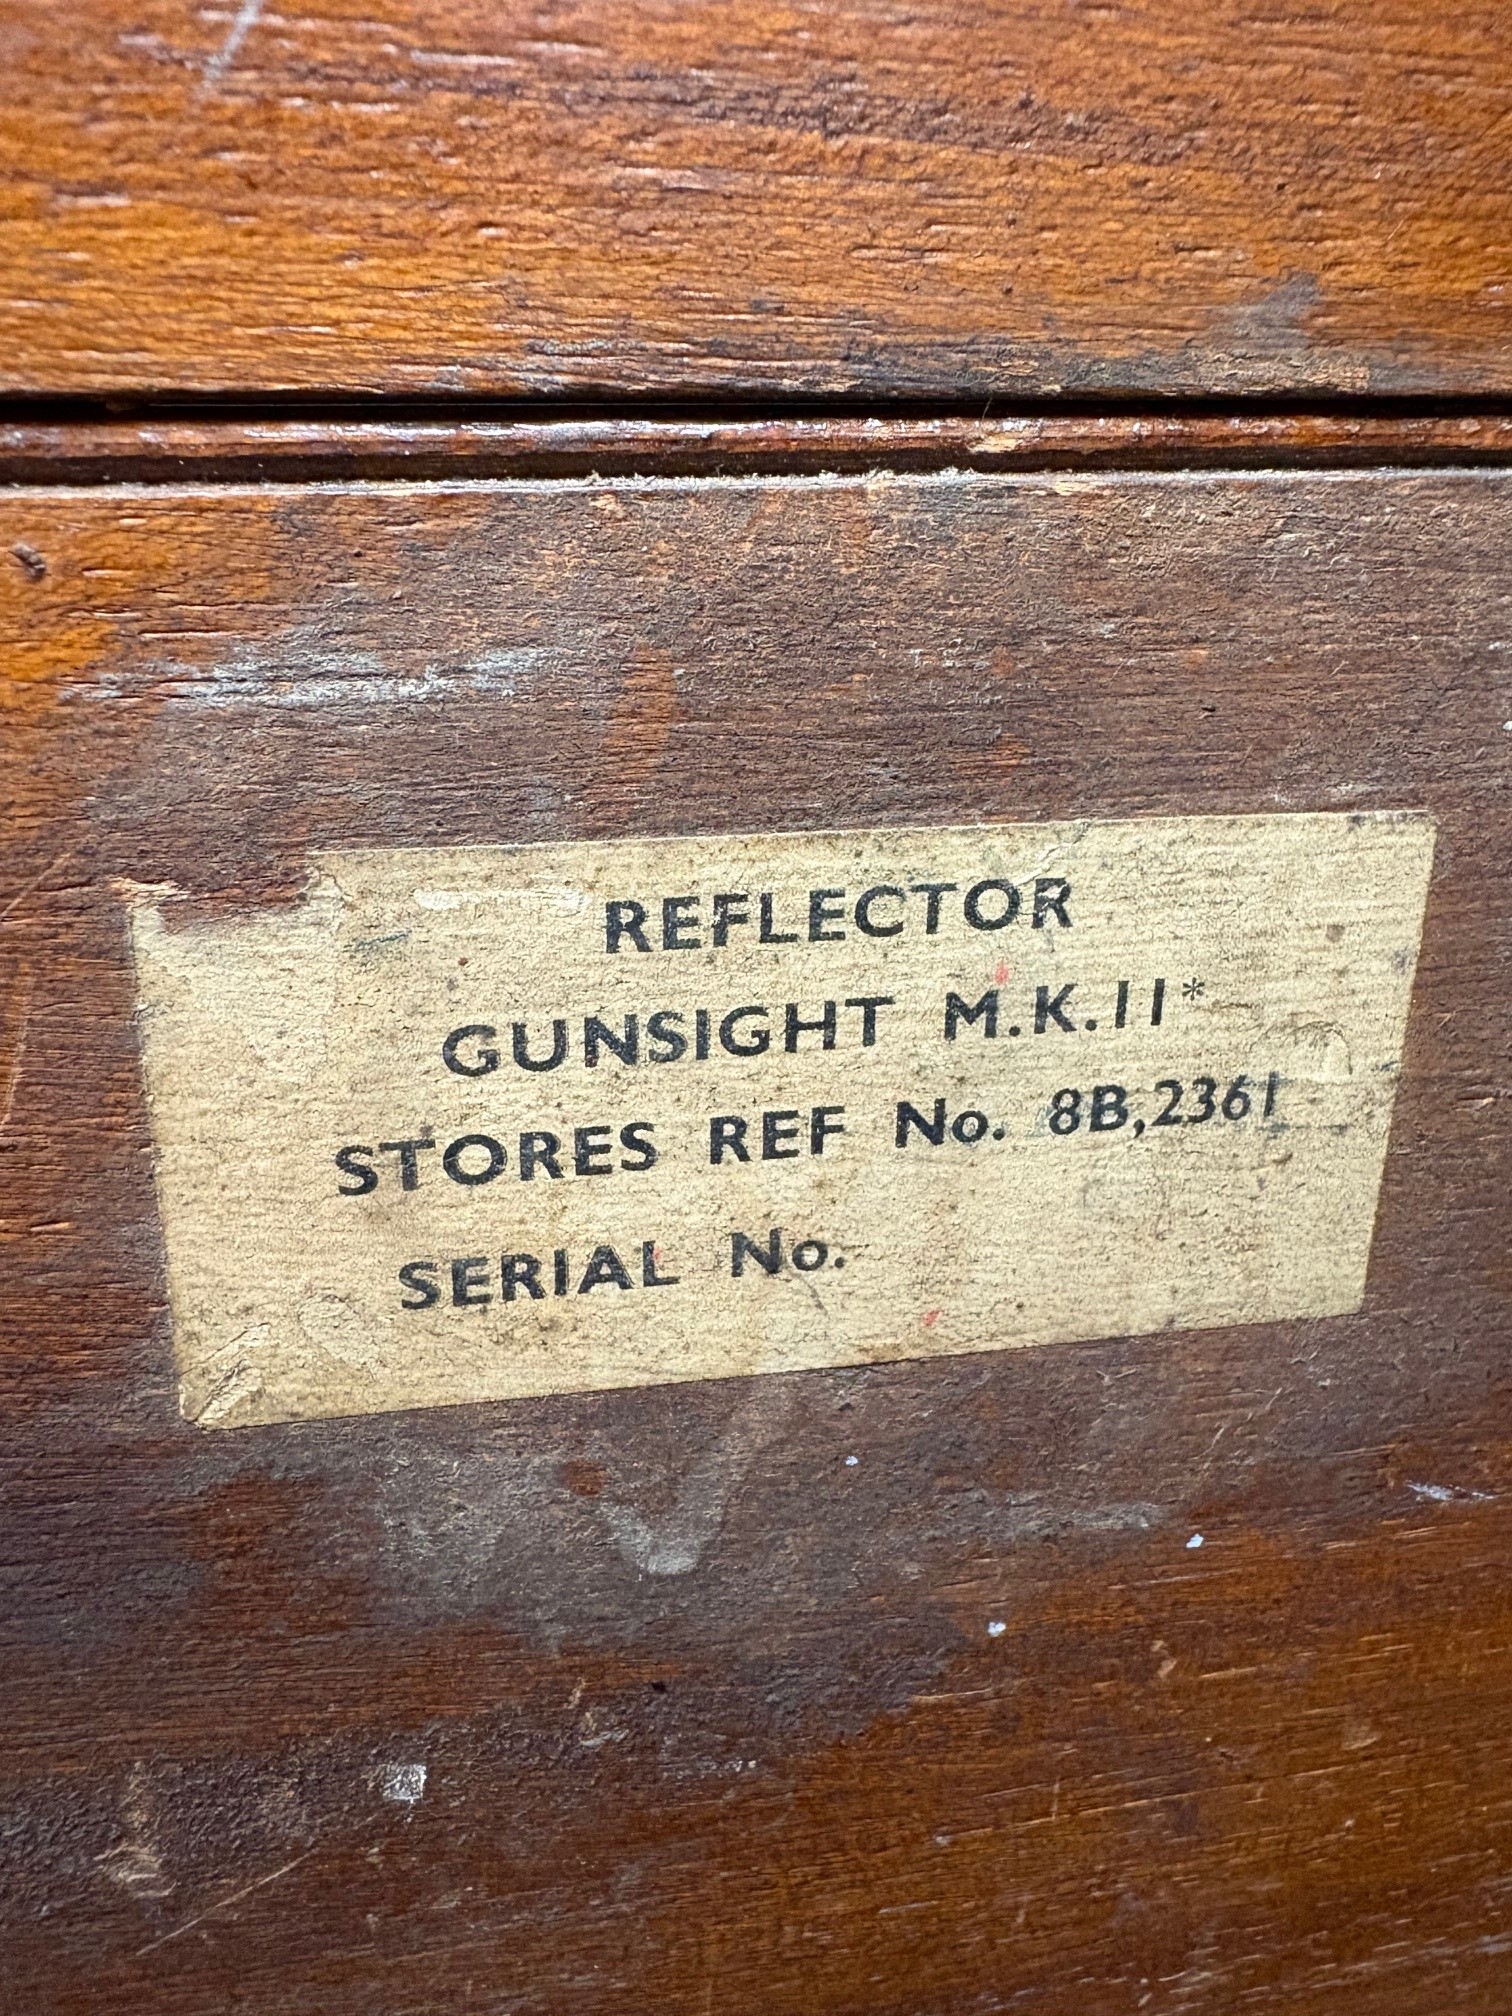 REFLECTOR
GUNSIGHT M.K.II*
STORES REF No. 8B,2361
SERIAL No.